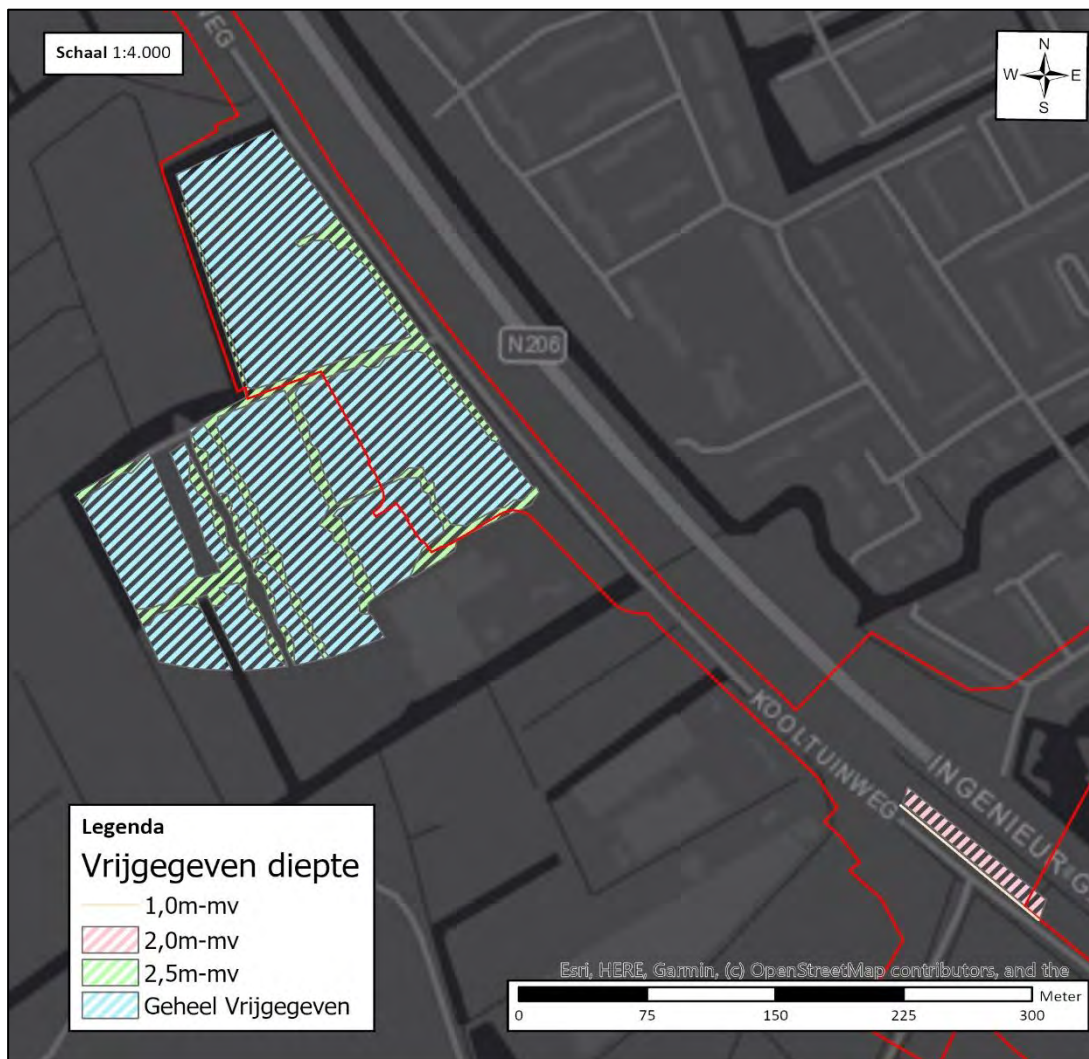 WEG
Schaal 1:4.000
N
W E
S
N206
KOOLTUINWEG
INGENIEUR G
Legenda
Vrijgegeven diepte
1,0m-mv
2,0m-mv
2,5m-mv
Geheel Vrijgegeven
Esri, HERE, Garmin, (c) OpenStreetMap contributors, and the
Meter
0 75 150 225 300